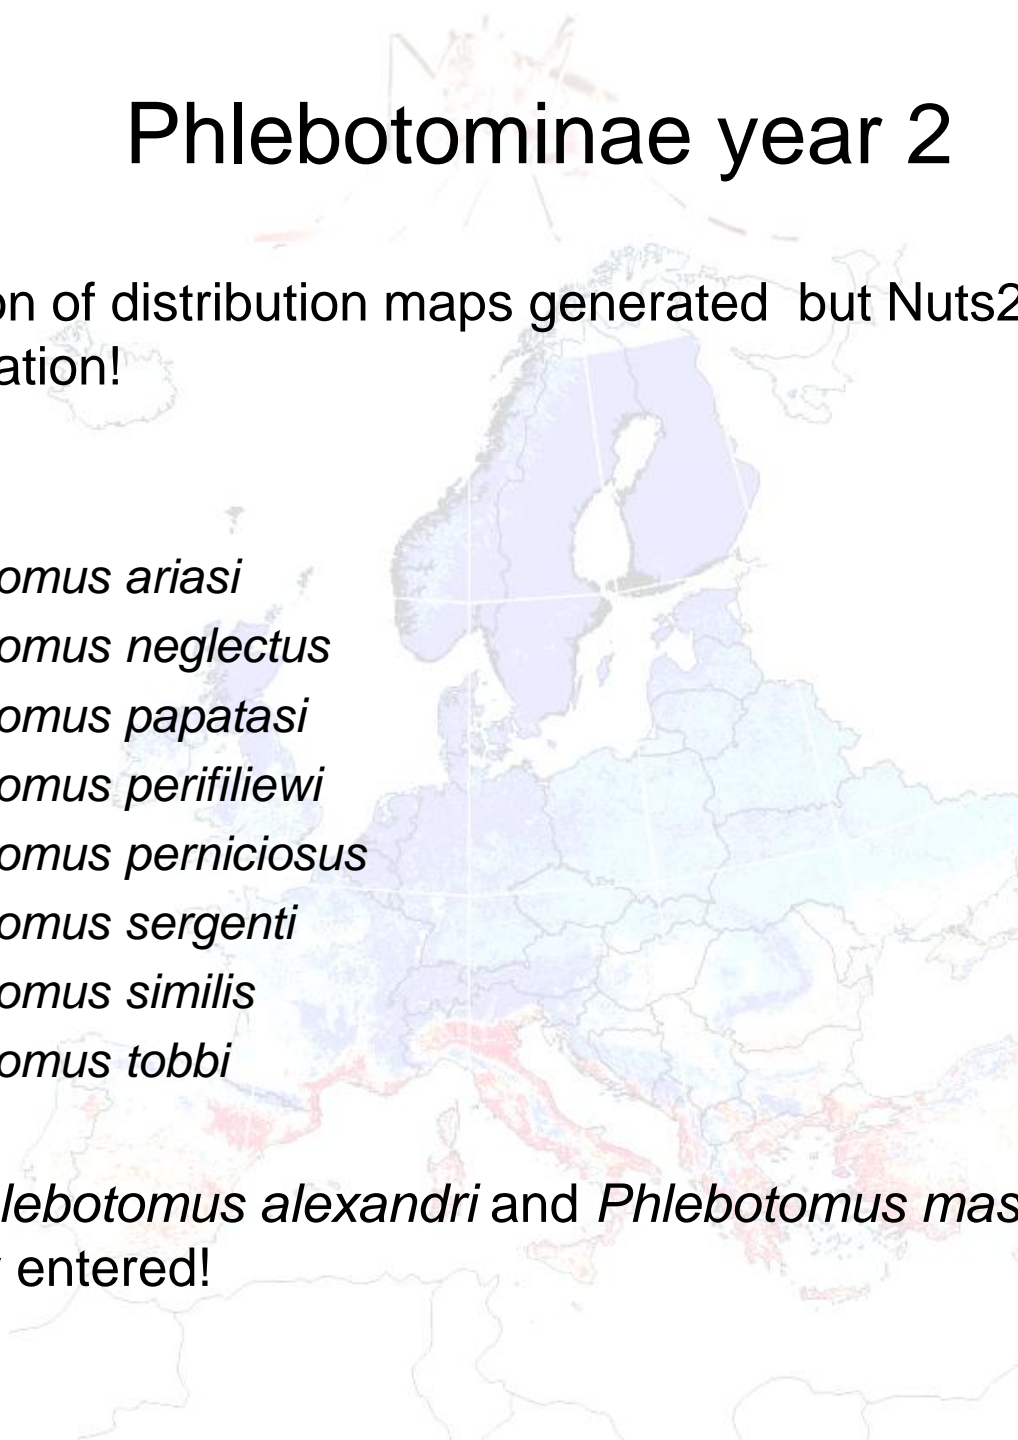 Phlebotominae year 2
on of distribution maps generated but Nuts2
ation!
omus ariasi
omus neglectus
omus papatasi
omus perifiliewi
omus perniciosus
omus sergenti
omus similis
omus tobbi
lebotomus alexandri and Phlebotomus mas
entered!